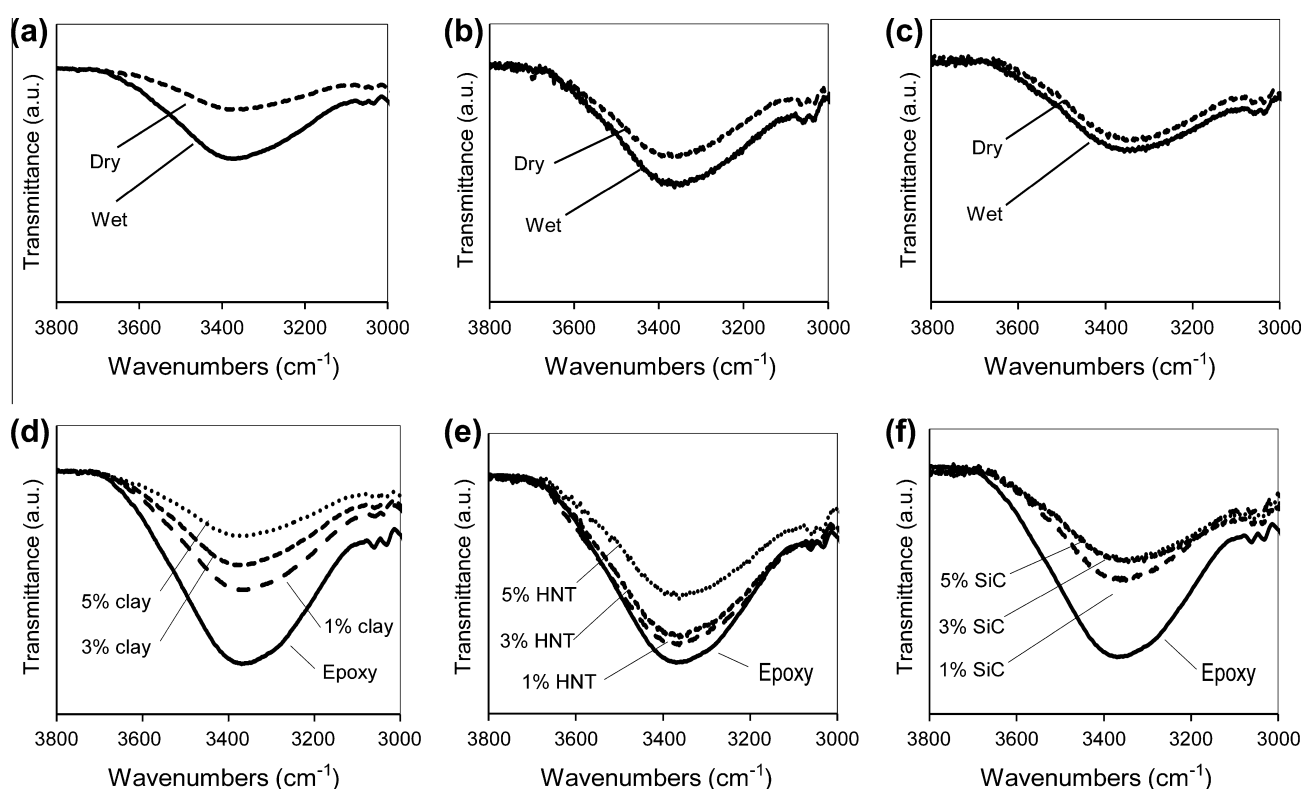 (a)
Transmittance (a.u.)
Dry
Wet
3800 3600 3400 3200 3000
Wavenumbers (cm⁻¹)
(b)
Transmittance (a.u.)
Dry
Wet
3800 3600 3400 3200 3000
Wavenumbers (cm⁻¹)
(c)
Transmittance (a.u.)
Dry
Wet
3800 3600 3400 3200 3000
Wavenumbers (cm⁻¹)
(d)
Transmittance (a.u.)
5% clay
3% clay
1% clay
Epoxy
3800 3600 3400 3200 3000
Wavenumbers (cm⁻¹)
(e)
Transmittance (a.u.)
5% HNT
3% HNT
1% HNT
Epoxy
3800 3600 3400 3200 3000
Wavenumbers (cm⁻¹)
(f)
Transmittance (a.u.)
5% SiC
3% SiC
1% SiC
Epoxy
3800 3600 3400 3200 3000
Wavenumbers (cm⁻¹)